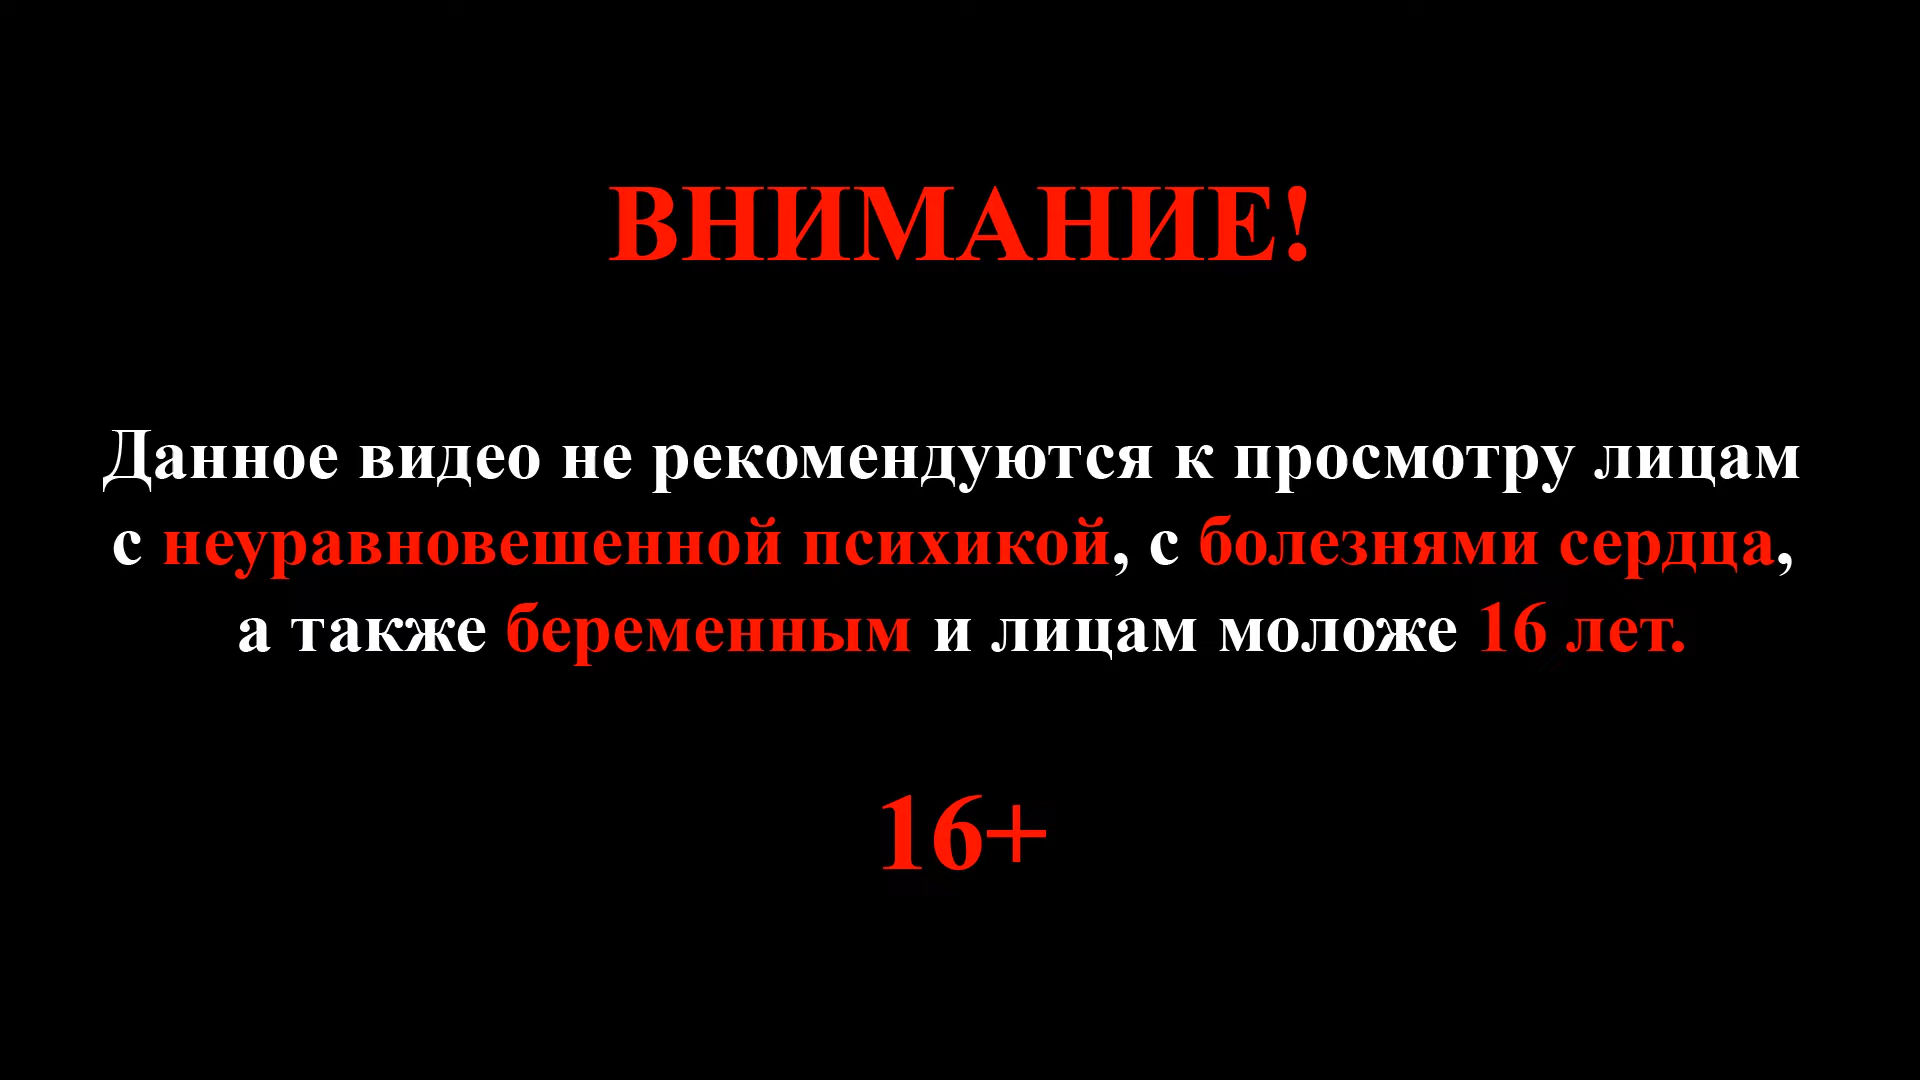 ВНИМАНИЕ!
Данное видео не рекомендуются к просмотру лицам
с неуравновешенной психикой, с болезнями сердца,
а также беременным и лицам моложе 16 лет.
16+